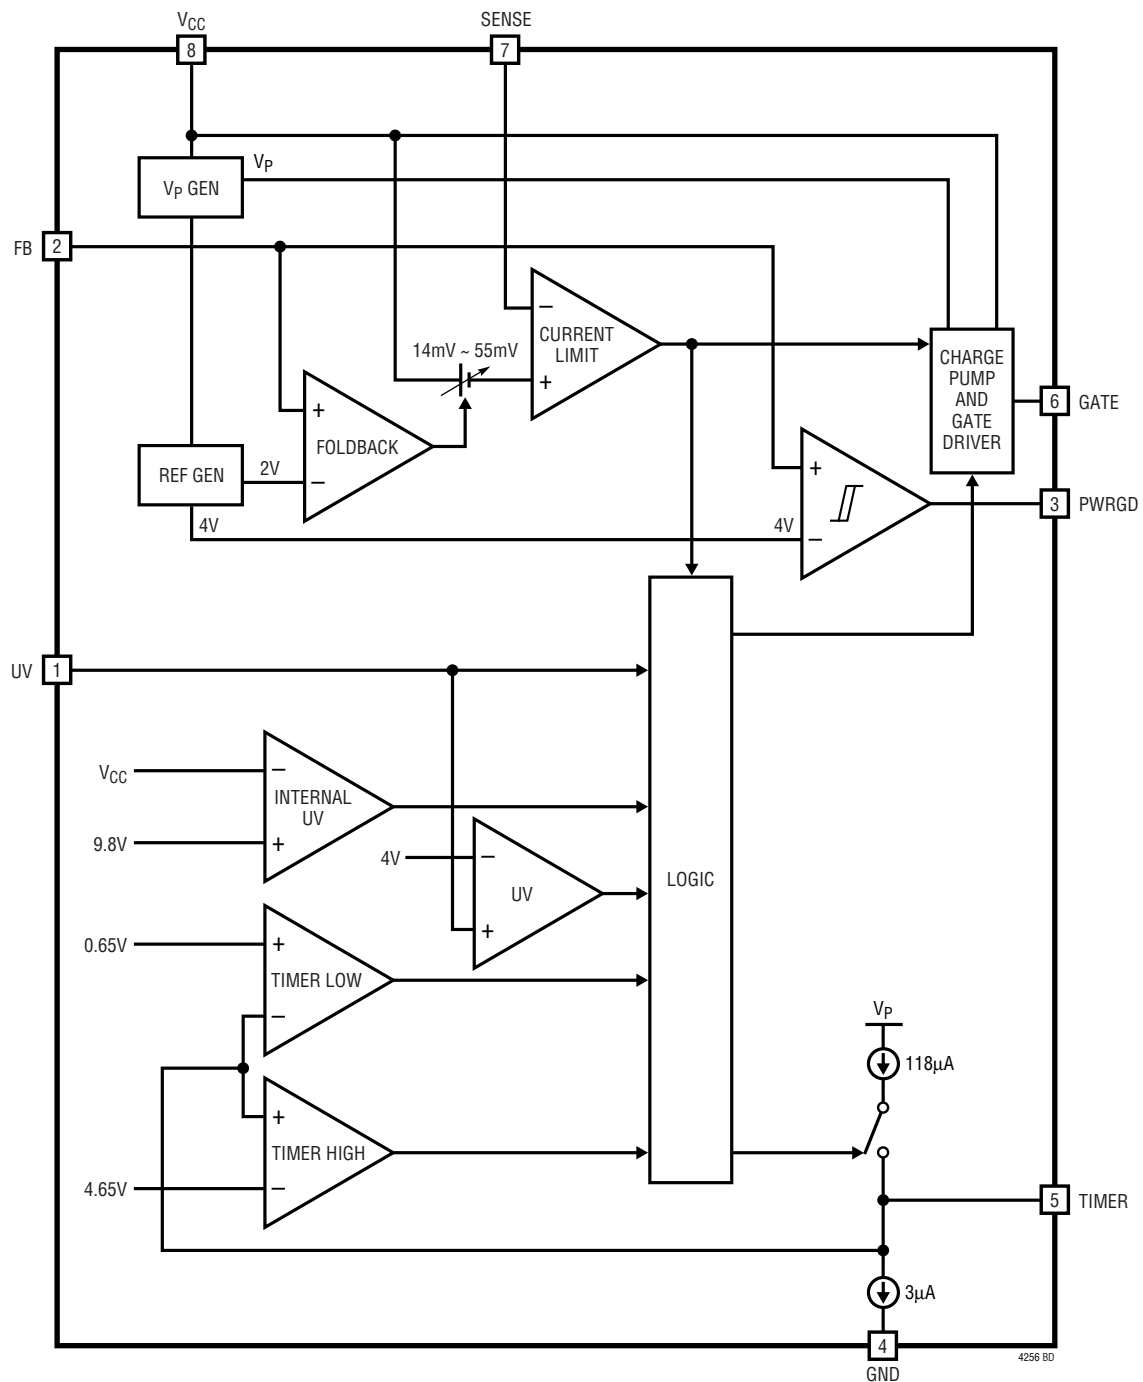 VCC
SENSE
8
7
VP
VP GEN
FB
2
14mV ~ 55mV
−
CURRENT
LIMIT
+
CHARGE
PUMP
AND
GATE
DRIVER
6
GATE
+
FOLDBACK
−
REF GEN
2V
4V
+
4V
−
3
PWRGD
UV
1
VCC
−
INTERNAL
UV
9.8V
+
4V
−
UV
+
LOGIC
0.65V
+
TIMER LOW
−
+
TIMER HIGH
4.65V
−
VP
118µA
5
TIMER
3µA
4
GND
4256 BD